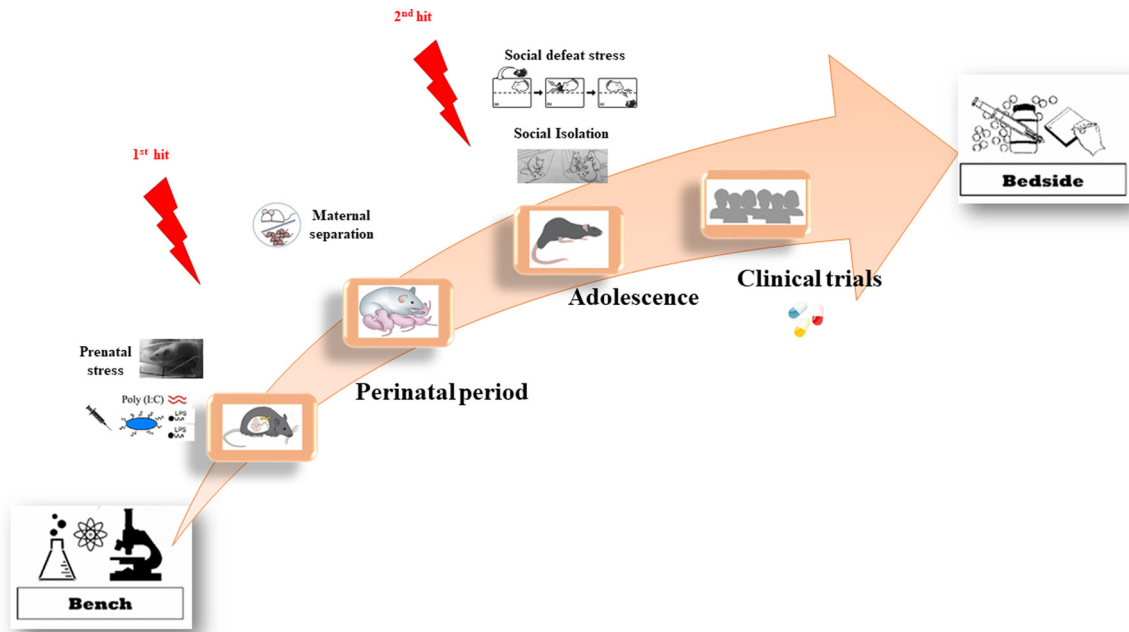 2nd hit
Social defeat stress
Social Isolation
1st hit
Maternal
separation
Bedside
Clinical trials
Adolescence
Perinatal period
Prenatal
stress
Poly (I:C)
LPS
LPS
Bench